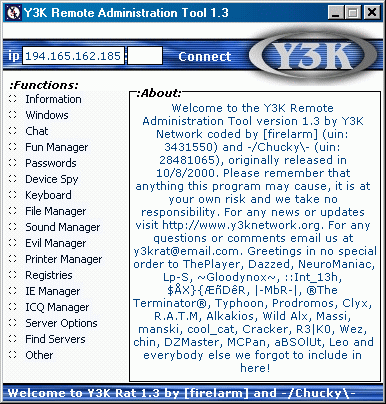 Y3K Remote Administration Tool 1.3
ip 194.165.162.185 : Connect
Y3K
:Functions:
Information
Windows
Chat
Fun Manager
Passwords
Device Spy
Keyboard
File Manager
Sound Manager
Evil Manager
Printer Manager
Registries
IE Manager
ICQ Manager
Server Options
Find Servers
Other
:About:
Welcome to the Y3K Remote
Administration Tool version 1.3 by Y3K
Network coded by [firelarm] (uin:
3431550) and -/Chucky\- (uin:
28481065), originally released in
10/8/2000. Please remember that
anything this program may cause, it is at
your own risk and we take no
responsibility. For any news or updates
visit http://www.y3knetwork.org. For any
questions or comments email us at
y3krat@email.com. Greetings in no special
order to ThePlayer, Dazzed, NeuroManiac,
Lp-S, ~Gloodynox~, ::Int_13h,
$ÅX}{ÆñDêR, |-MbR-|, ®The
Terminator®, Typhoon, Prodromos, Clyx,
R.A.T.M, Alkakios, Wild Alx, Massi,
manski, cool_cat, Cracker, R3|K0, Wez,
chin, DZMaster, MCPan, aBSOlUt, Leo and
everybody else we forgot to include in
here!
Welcome to Y3K Rat 1.3 by [firelarm] and -/Chucky\-